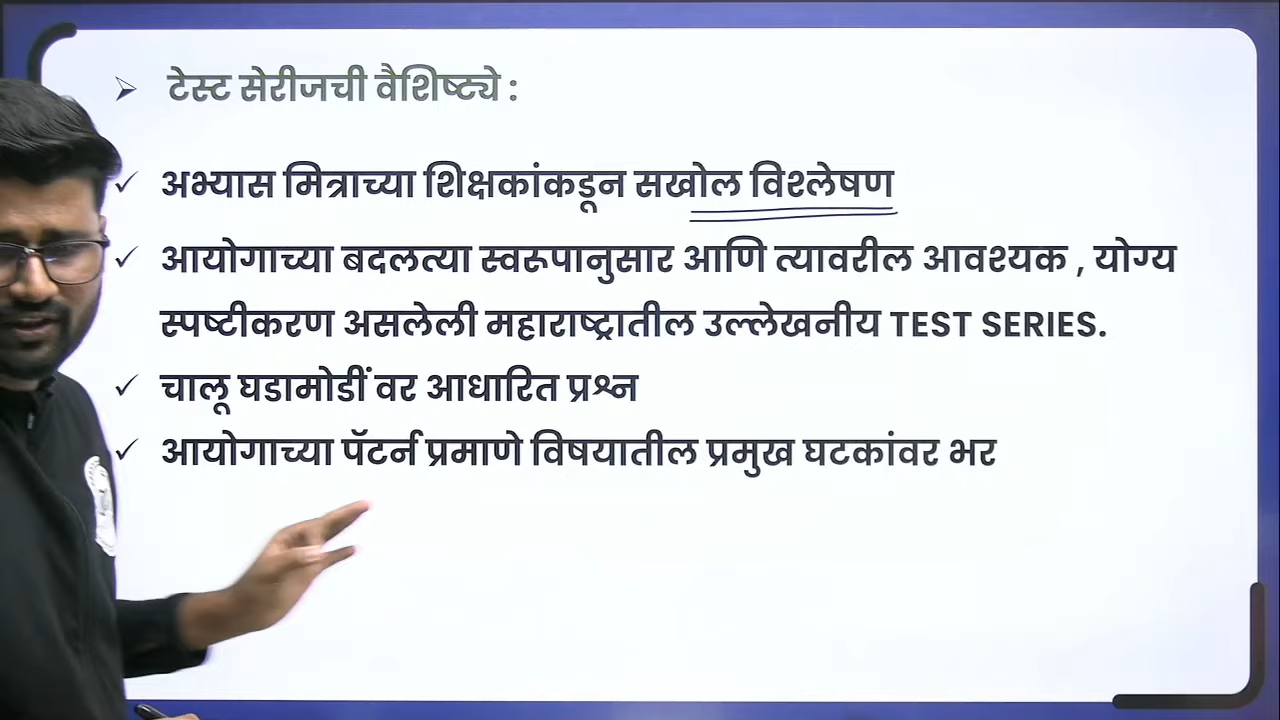 टेस्ट सेरीजची वैशिष्ट्ये :
अभ्यास मित्राच्या शिक्षकांकडून सखोल विश्लेषण
आयोगाच्या बदलत्या स्वरूपानुसार आणि त्यावरील आवश्यक , योग्य
स्पष्टीकरण असलेली महाराष्ट्रातील उल्लेखनीय TEST SERIES.
चालू घडामोडीं वर आधारित प्रश्न
आयोगाच्या पॅटर्न प्रमाणे विषयातील प्रमुख घटकांवर भर